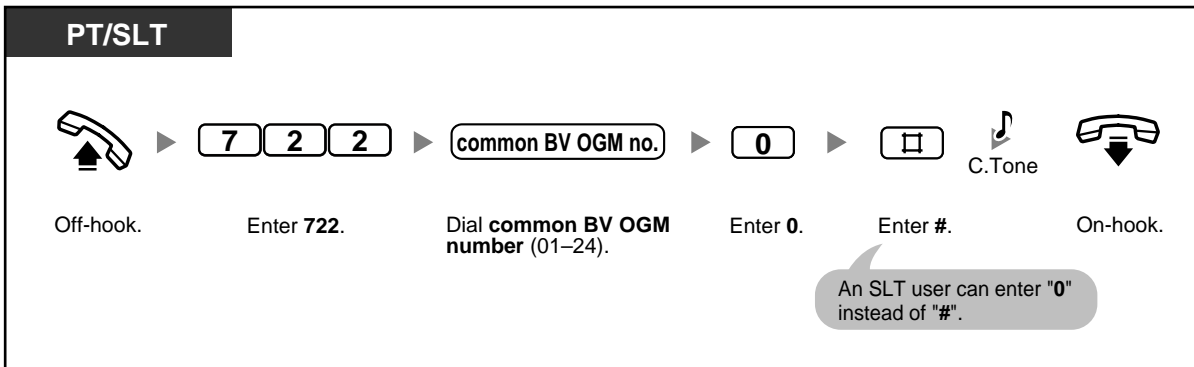 PT/SLT
7 2 2
common BV OGM no.
0
#
C.Tone
Off-hook.
Enter 722.
Dial common BV OGM
number (01–24).
Enter 0.
Enter #.
On-hook.
An SLT user can enter "0"
instead of "#".